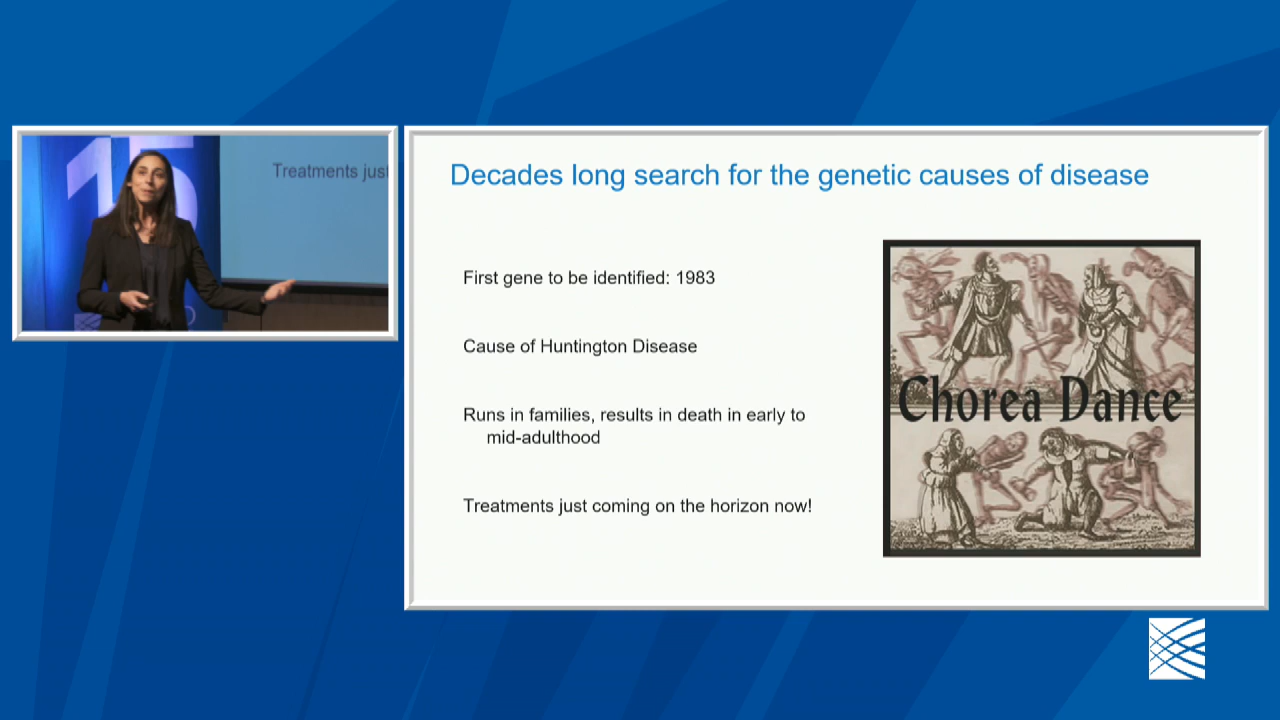 15
Treatments just
Decades long search for the genetic causes of disease
First gene to be identified: 1983
Cause of Huntington Disease
Runs in families, results in death in early to
mid-adulthood
Treatments just coming on the horizon now!
Chorea Dance